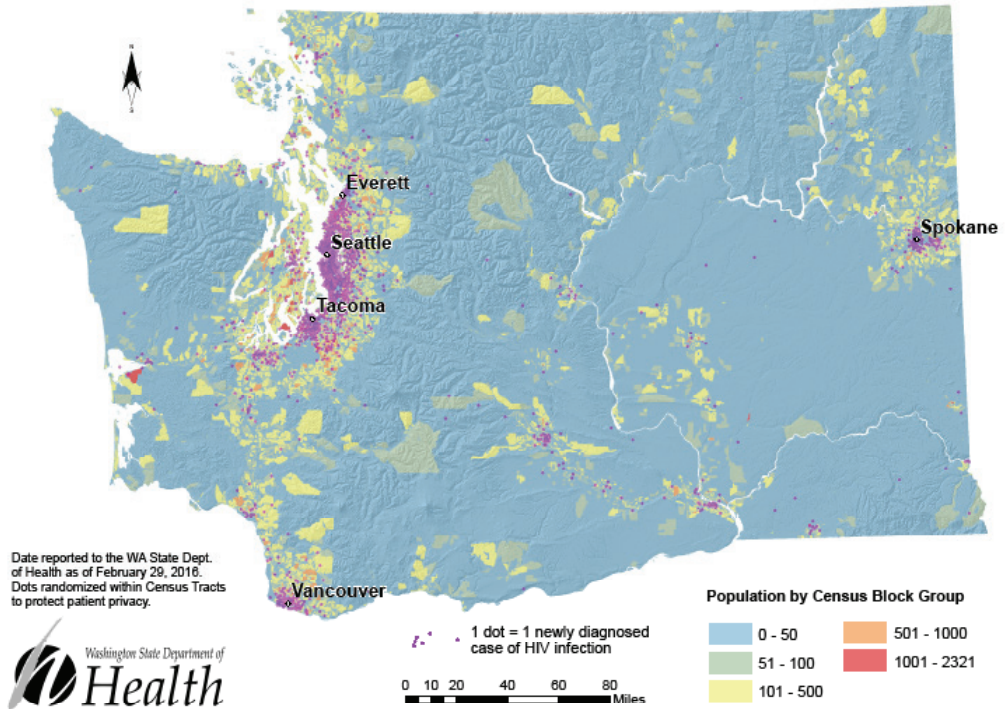 N
S
Everett
Seattle
Spokane
Tacoma
Vancouver
Date reported to the WA State Dept.
of Health as of February 29, 2016.
Dots randomized within Census Tracts
to protect patient privacy.
Washington State Department of
Health
1 dot = 1 newly diagnosed
case of HIV infection
0 10 20 40 60 80
Miles
Population by Census Block Group
0 - 50
51 - 100
101 - 500
501 - 1000
1001 - 2321